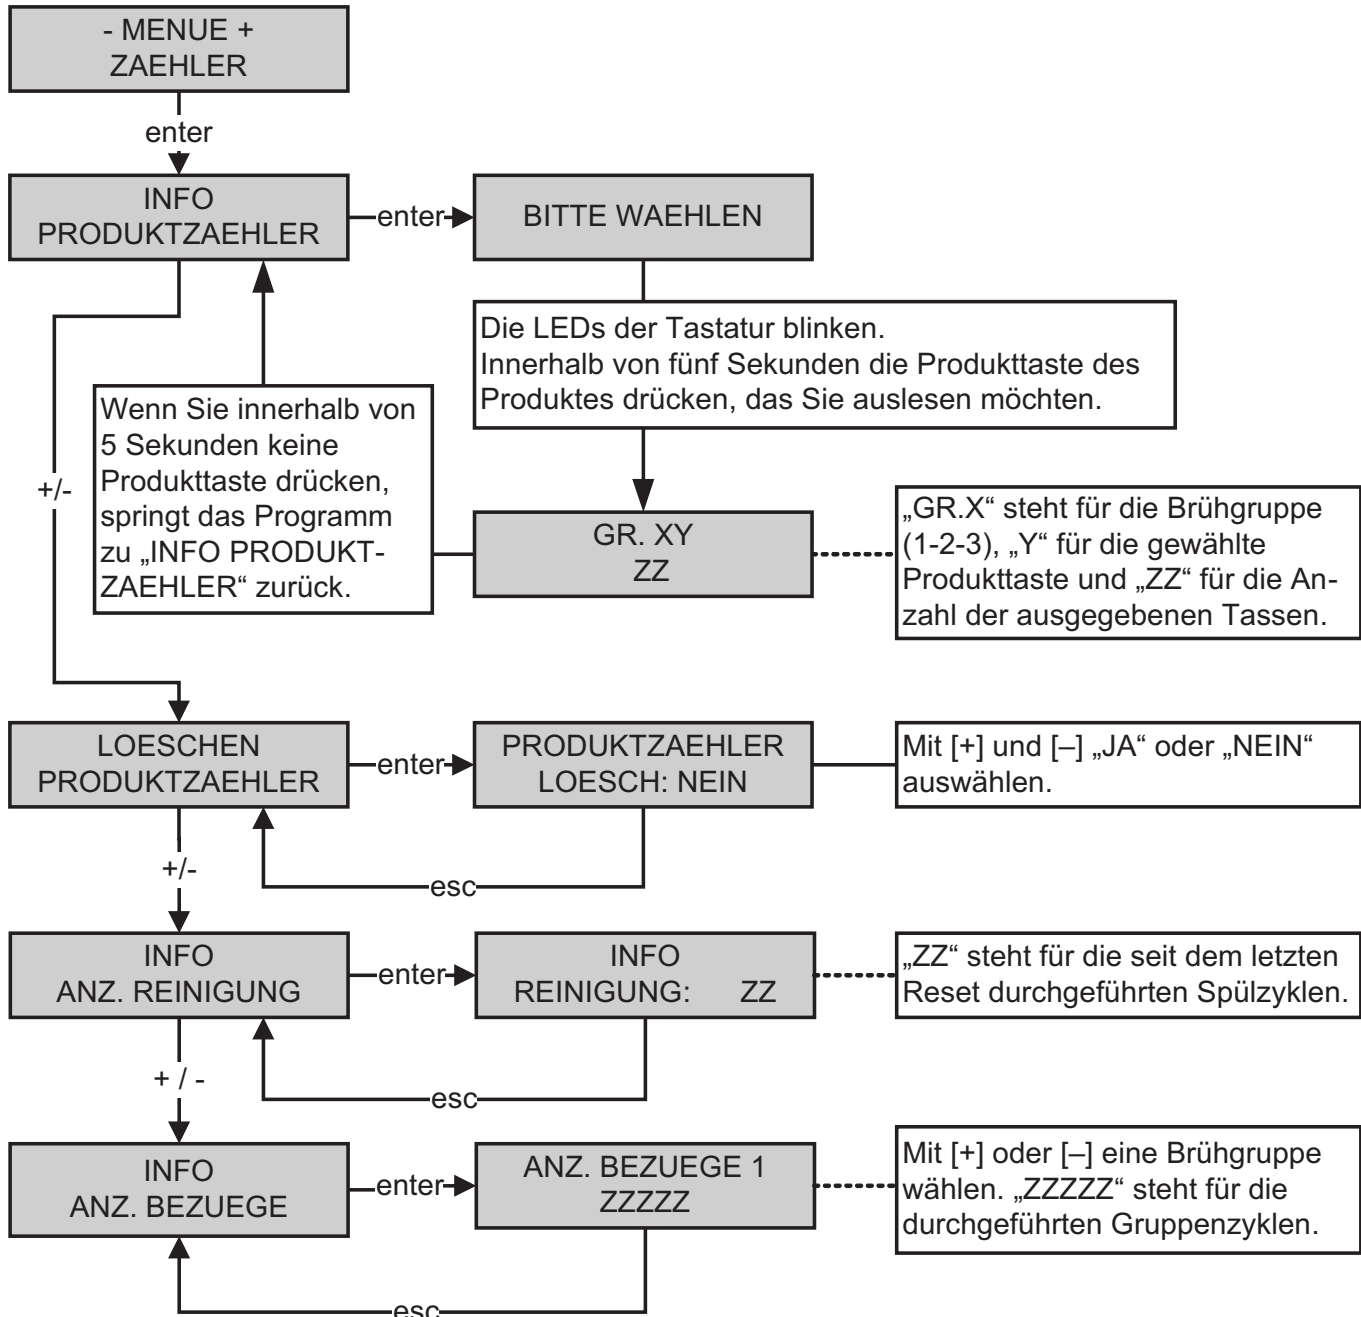 - MENUE +
ZAEHLER
enter
INFO
PRODUKTZAEHLER
enter
BITTE WAEHLEN
Die LEDs der Tastatur blinken.
Innerhalb von fünf Sekunden die Produkttaste des
Produktes drücken, das Sie auslesen möchten.
Wenn Sie innerhalb von
5 Sekunden keine
Produkttaste drücken,
springt das Programm
zu „INFO PRODUKT-
ZAEHLER“ zurück.
+/-
GR. XY
ZZ
„GR.X“ steht für die Brühgruppe
(1-2-3), „Y“ für die gewählte
Produkttaste und „ZZ“ für die An-
zahl der ausgegebenen Tassen.
LOESCHEN
PRODUKTZAEHLER
enter
PRODUKTZAEHLER
LOESCH: NEIN
Mit [+] und [–] „JA“ oder „NEIN“
auswählen.
+/-
esc
INFO
ANZ. REINIGUNG
enter
INFO
REINIGUNG: ZZ
„ZZ“ steht für die seit dem letzten
Reset durchgeführten Spülzyklen.
+ / -
esc
INFO
ANZ. BEZUEGE
enter
ANZ. BEZUEGE 1
ZZZZZ
Mit [+] oder [–] eine Brühgruppe
wählen. „ZZZZZ“ steht für die
durchgeführten Gruppenzyklen.
esc